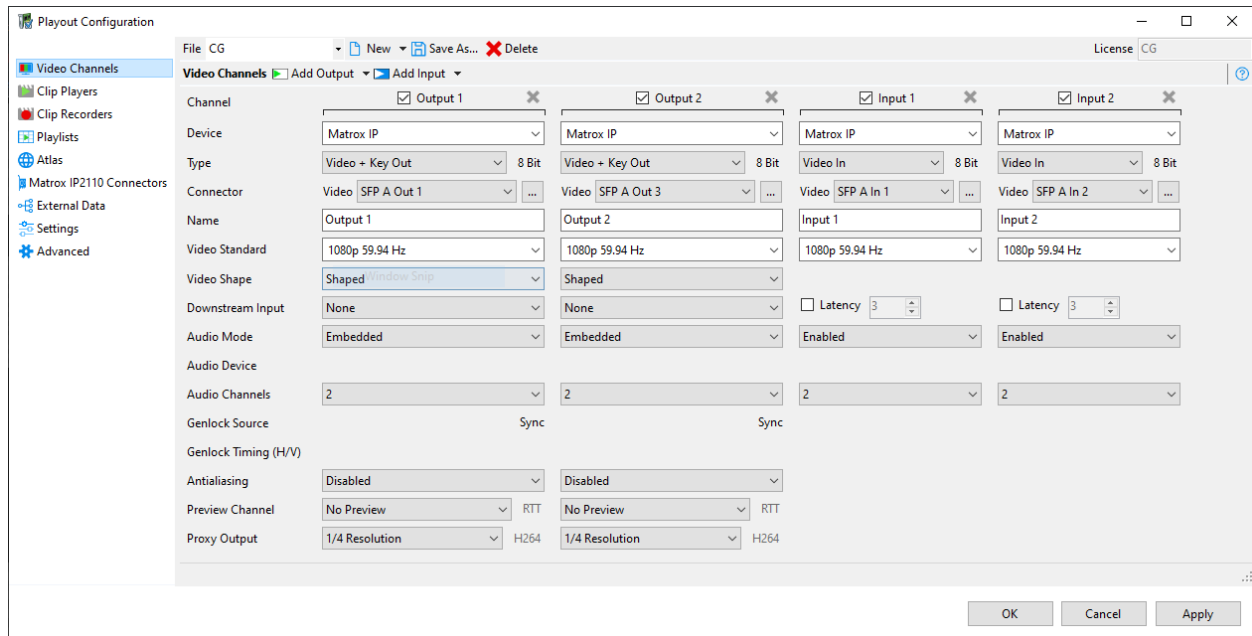 Playout Configuration
File CG New Save As... Delete License CG
Video Channels
Clip Players
Clip Recorders
Playlists
Atlas
Matrox IP2110 Connectors
External Data
Settings
Advanced
Video Channels Add Output Add Input
Channel Output 1 Output 2 Input 1 Input 2
Device Matrox IP Matrox IP Matrox IP Matrox IP
Type Video + Key Out 8 Bit Video + Key Out 8 Bit Video In 8 Bit Video In 8 Bit
Connector Video SFP A Out 1 ... Video SFP A Out 3 ... Video SFP A In 1 ... Video SFP A In 2 ...
Name Output 1 Output 2 Input 1 Input 2
Video Standard 1080p 59.94 Hz 1080p 59.94 Hz 1080p 59.94 Hz 1080p 59.94 Hz
Video Shape Shaped Window Snip Shaped
Downstream Input None None Latency 3 Latency 3
Audio Mode Embedded Embedded Enabled Enabled
Audio Device
Audio Channels 2 2 2 2
Genlock Source Sync Sync
Genlock Timing (H/V)
Antialiasing Disabled Disabled
Preview Channel No Preview RTT No Preview RTT
Proxy Output 1/4 Resolution H264 1/4 Resolution H264
OK Cancel Apply